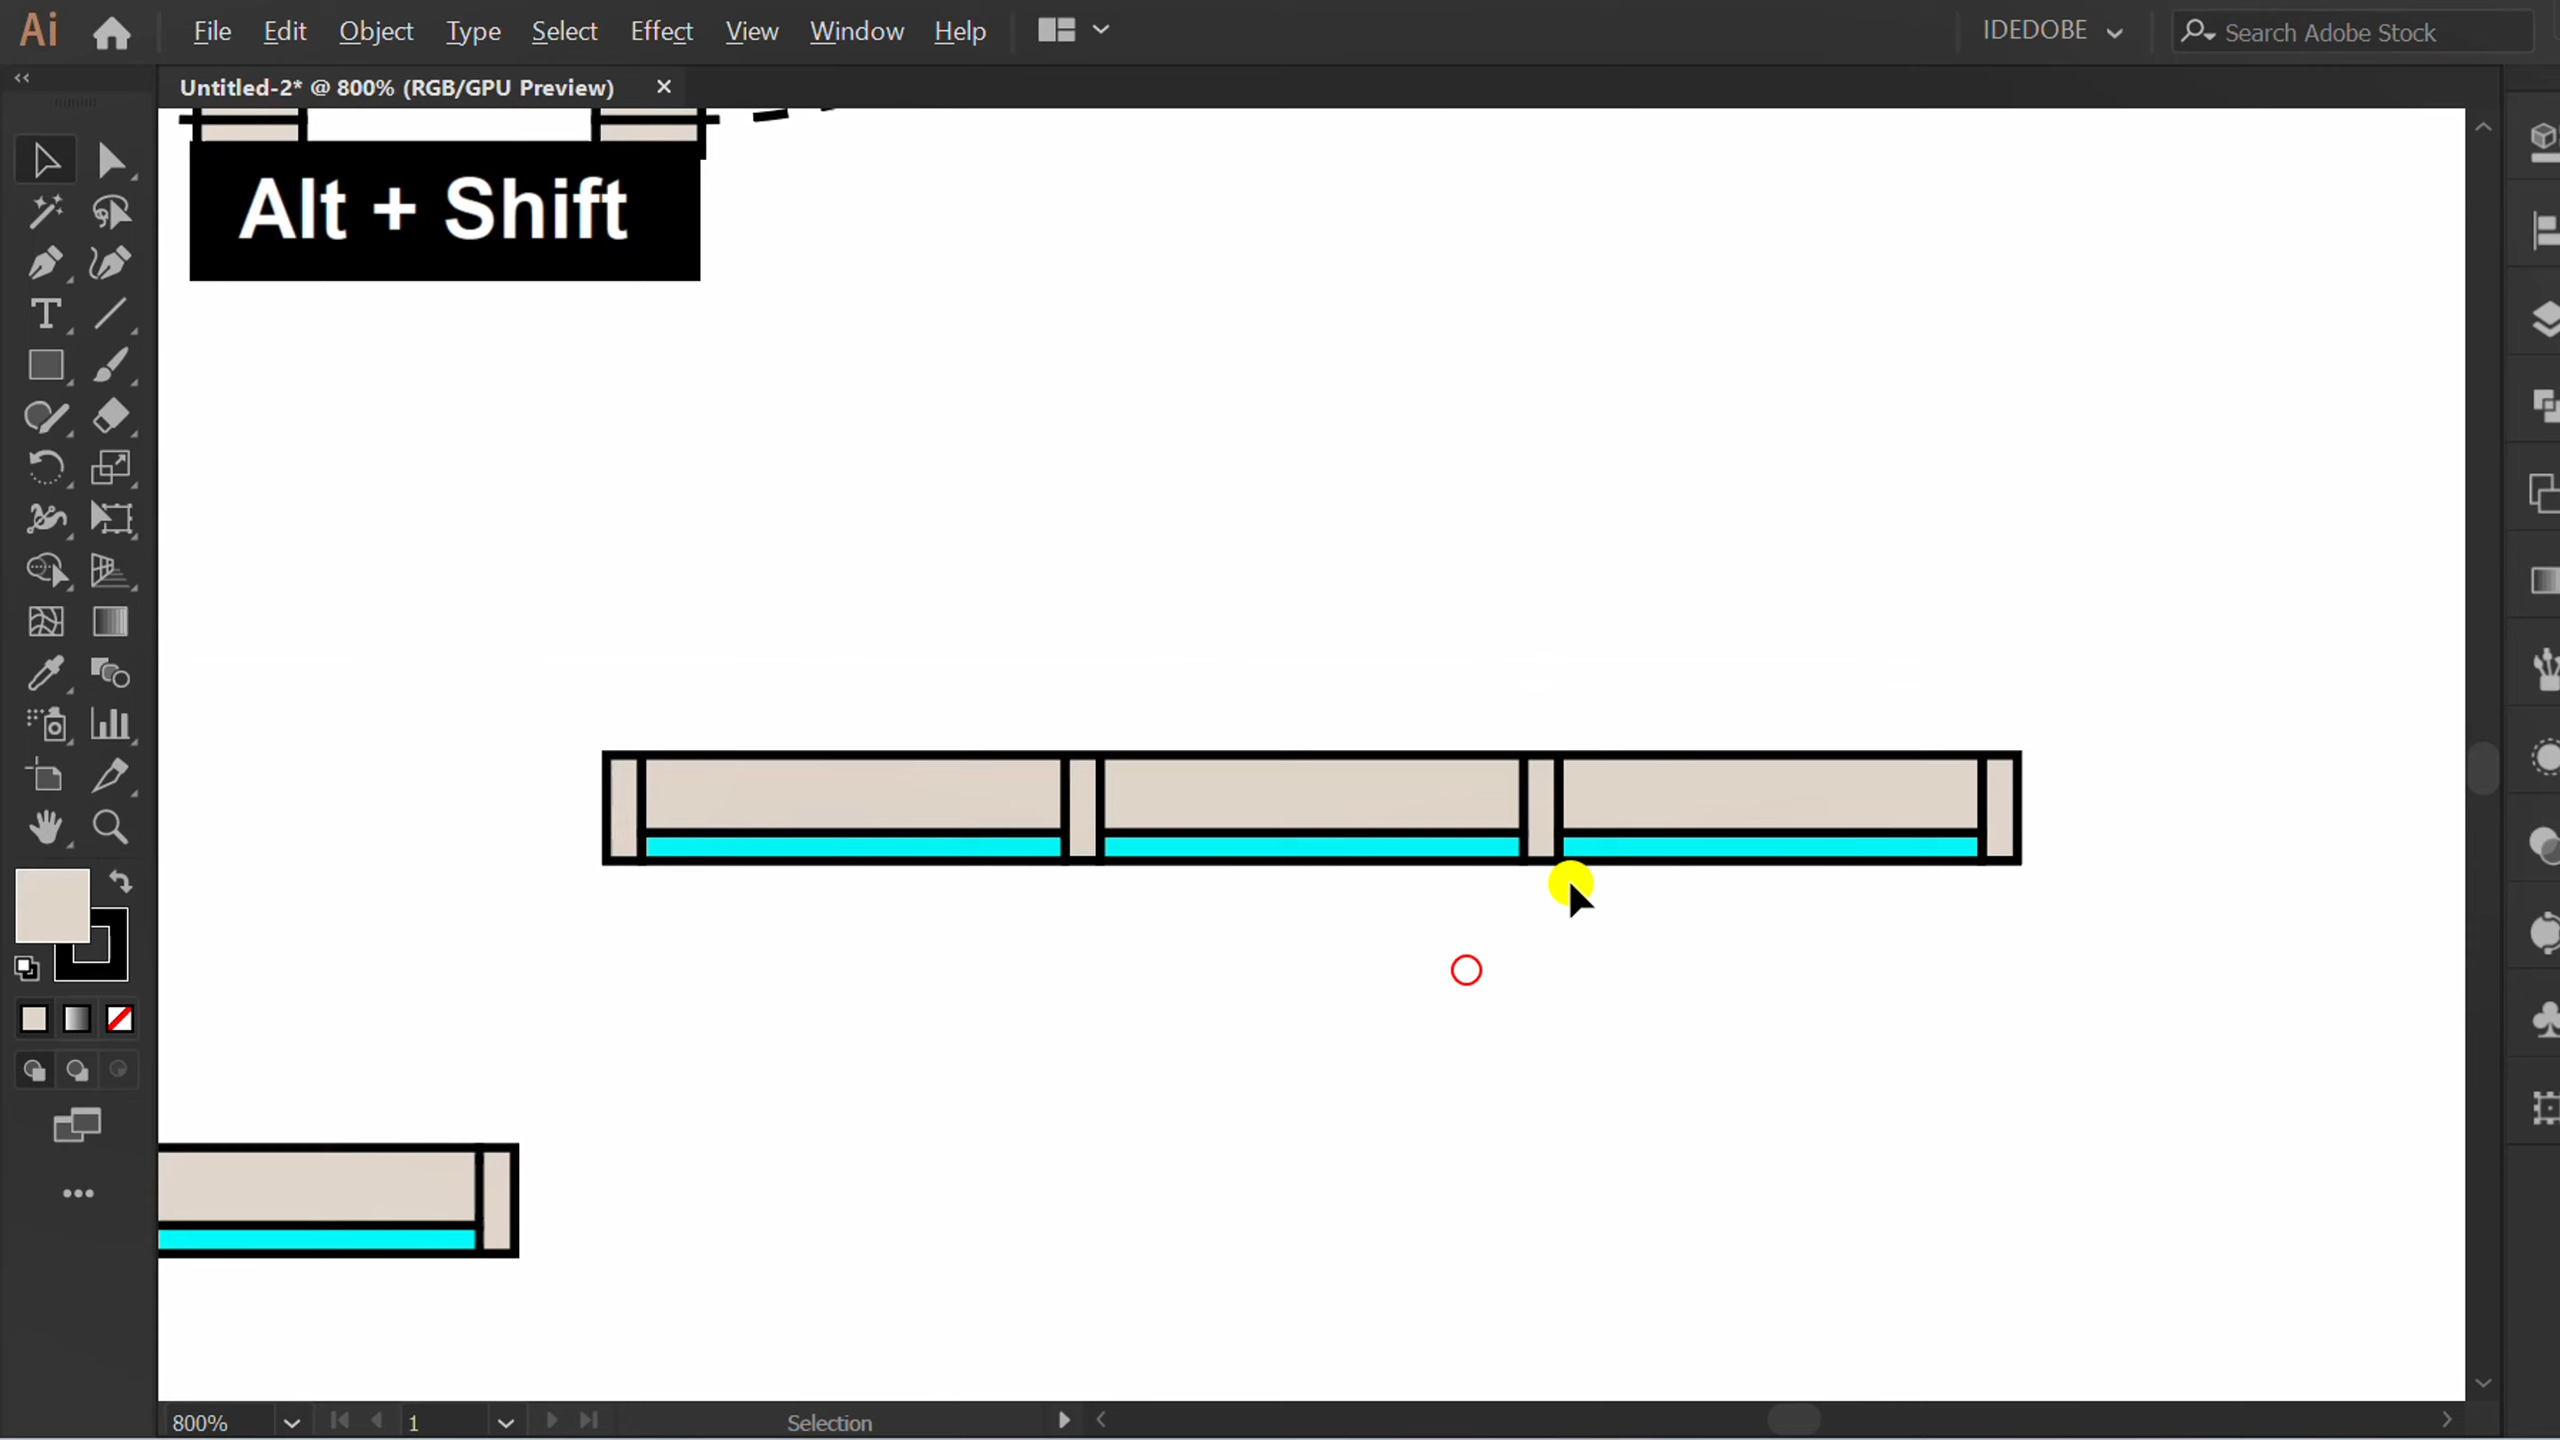 Ai File Edit Object Type Select Effect View Window Help IDEDOBE Search Adobe Stock
Untitled-2* @ 800% (RGB/GPU Preview) ×
Alt + Shift
800% 1 Selection